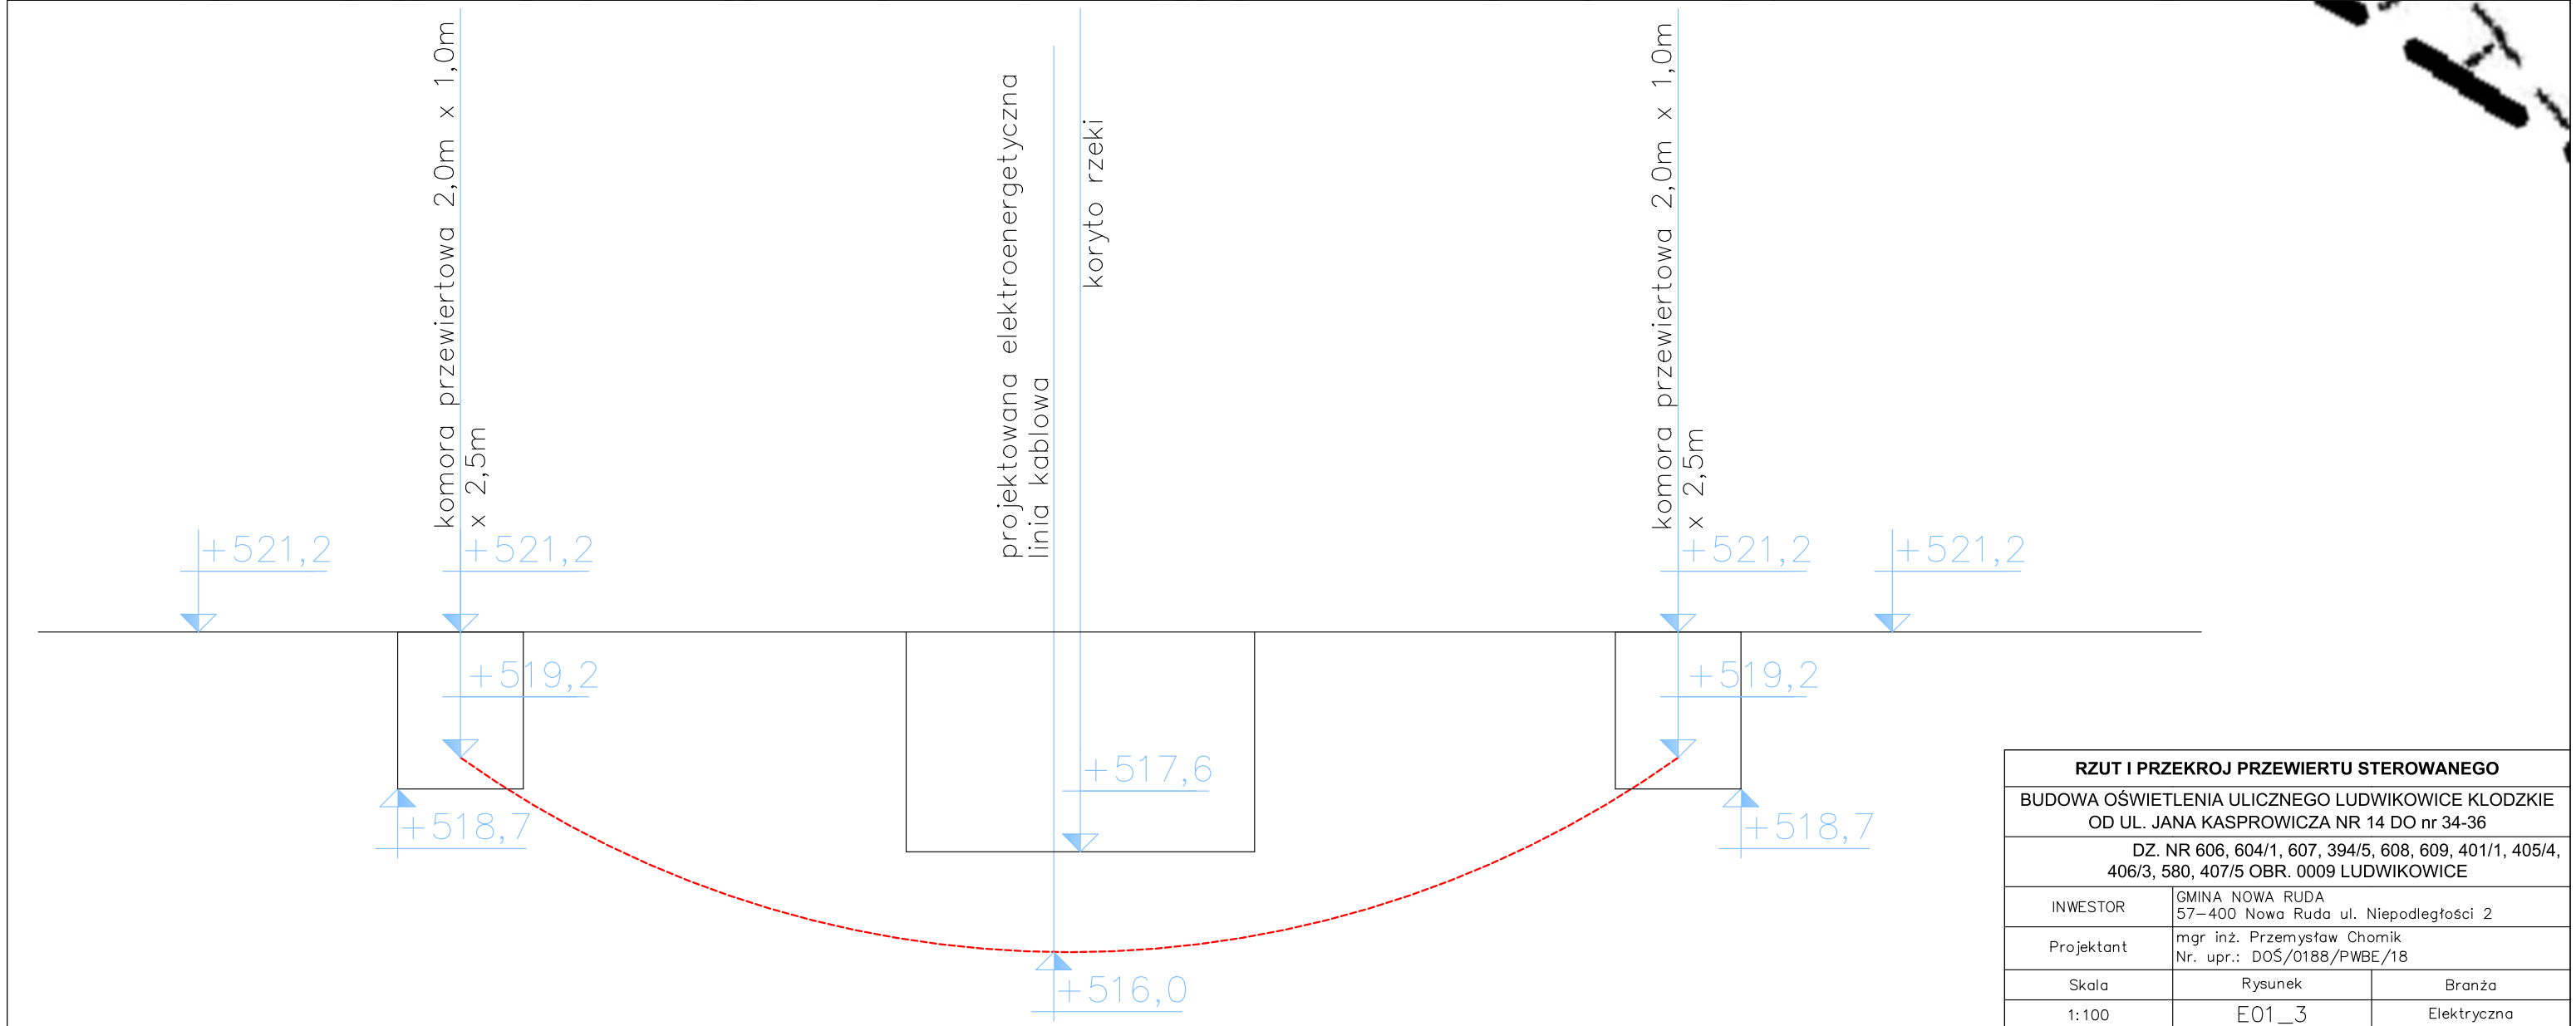 komora przewiertowa 2,0m x 1,0m
x 2,5m
projektowana elektroenergetyczna
linia kablowa
koryto rzeki
komora przewiertowa 2,0m x 1,0m
x 2,5m
+521,2
+521,2
+521,2
+521,2
+519,2
+519,2
+517,6
+518,7
+518,7
+516,0
RZUT I PRZEKROJ PRZEWIERTU STEROWANEGO
BUDOWA OŚWIETLENIA ULICZNEGO LUDWIKOWICE KLODZKIE
OD UL. JANA KASPROWICZA NR 14 DO nr 34-36
DZ. NR 606, 604/1, 607, 394/5, 608, 609, 401/1, 405/4,
406/3, 580, 407/5 OBR. 0009 LUDWIKOWICE
INWESTOR
GMINA NOWA RUDA
57-400 Nowa Ruda ul. Niepodległości 2
Projektant
mgr inż. Przemysław Chomik
Nr. upr.: DOŚ/0188/PWBE/18
Skala
Rysunek
Branża
1:100
E01_3
Elektryczna